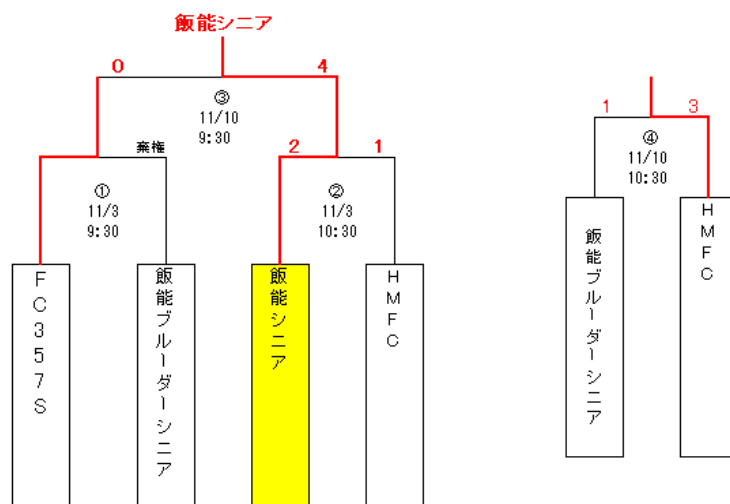 飯能シニア
0 4
③
11/10
9:30
棄権
2 1
①
11/3
9:30
②
11/3
10:30
FC357S
飯能ブルーダーシニア
飯能シニア
HMFC
1 3
④
11/10
10:30
飯能ブルーダーシニア
HMFC